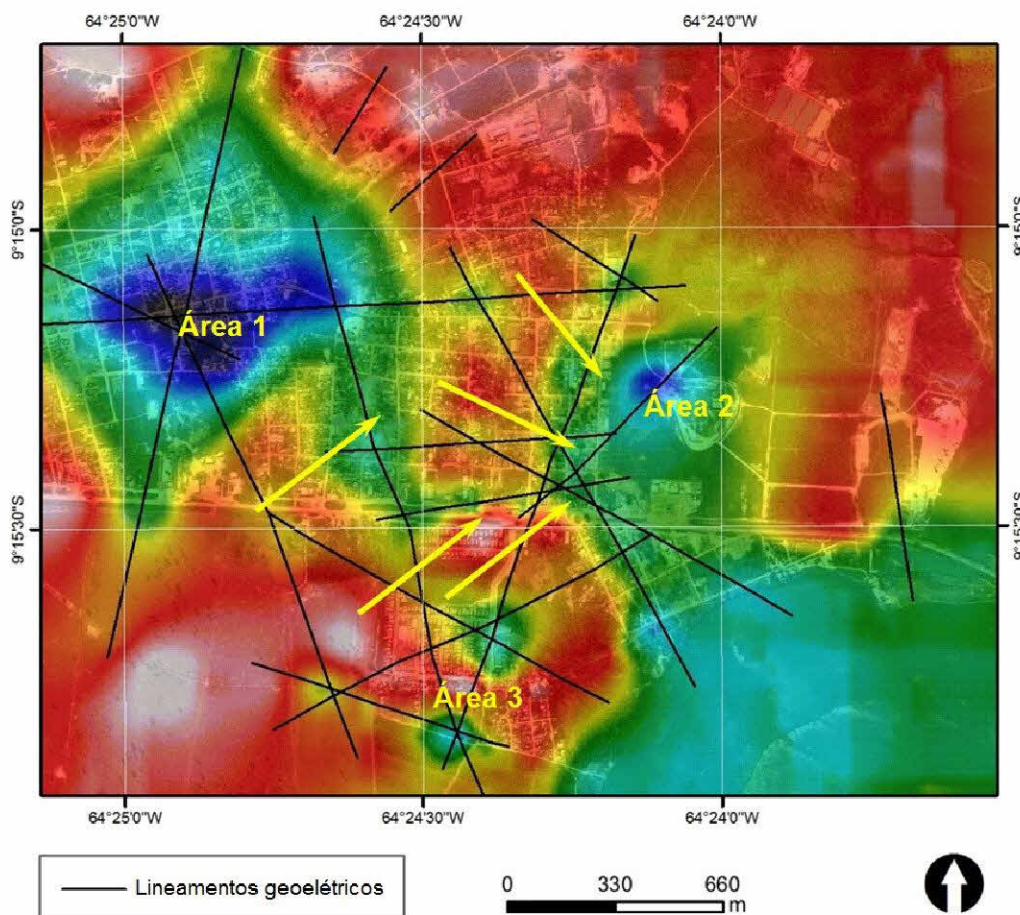 64°25'0"W 64°24'30"W 64°24'0"W
9°15'0"S 9°15'0"S
Área 1
Área 2
9°15'30"S 9°15'30"S
Área 3
64°25'0"W 64°24'30"W 64°24'0"W
Lineamentos geoelétricos
0 330 660
m